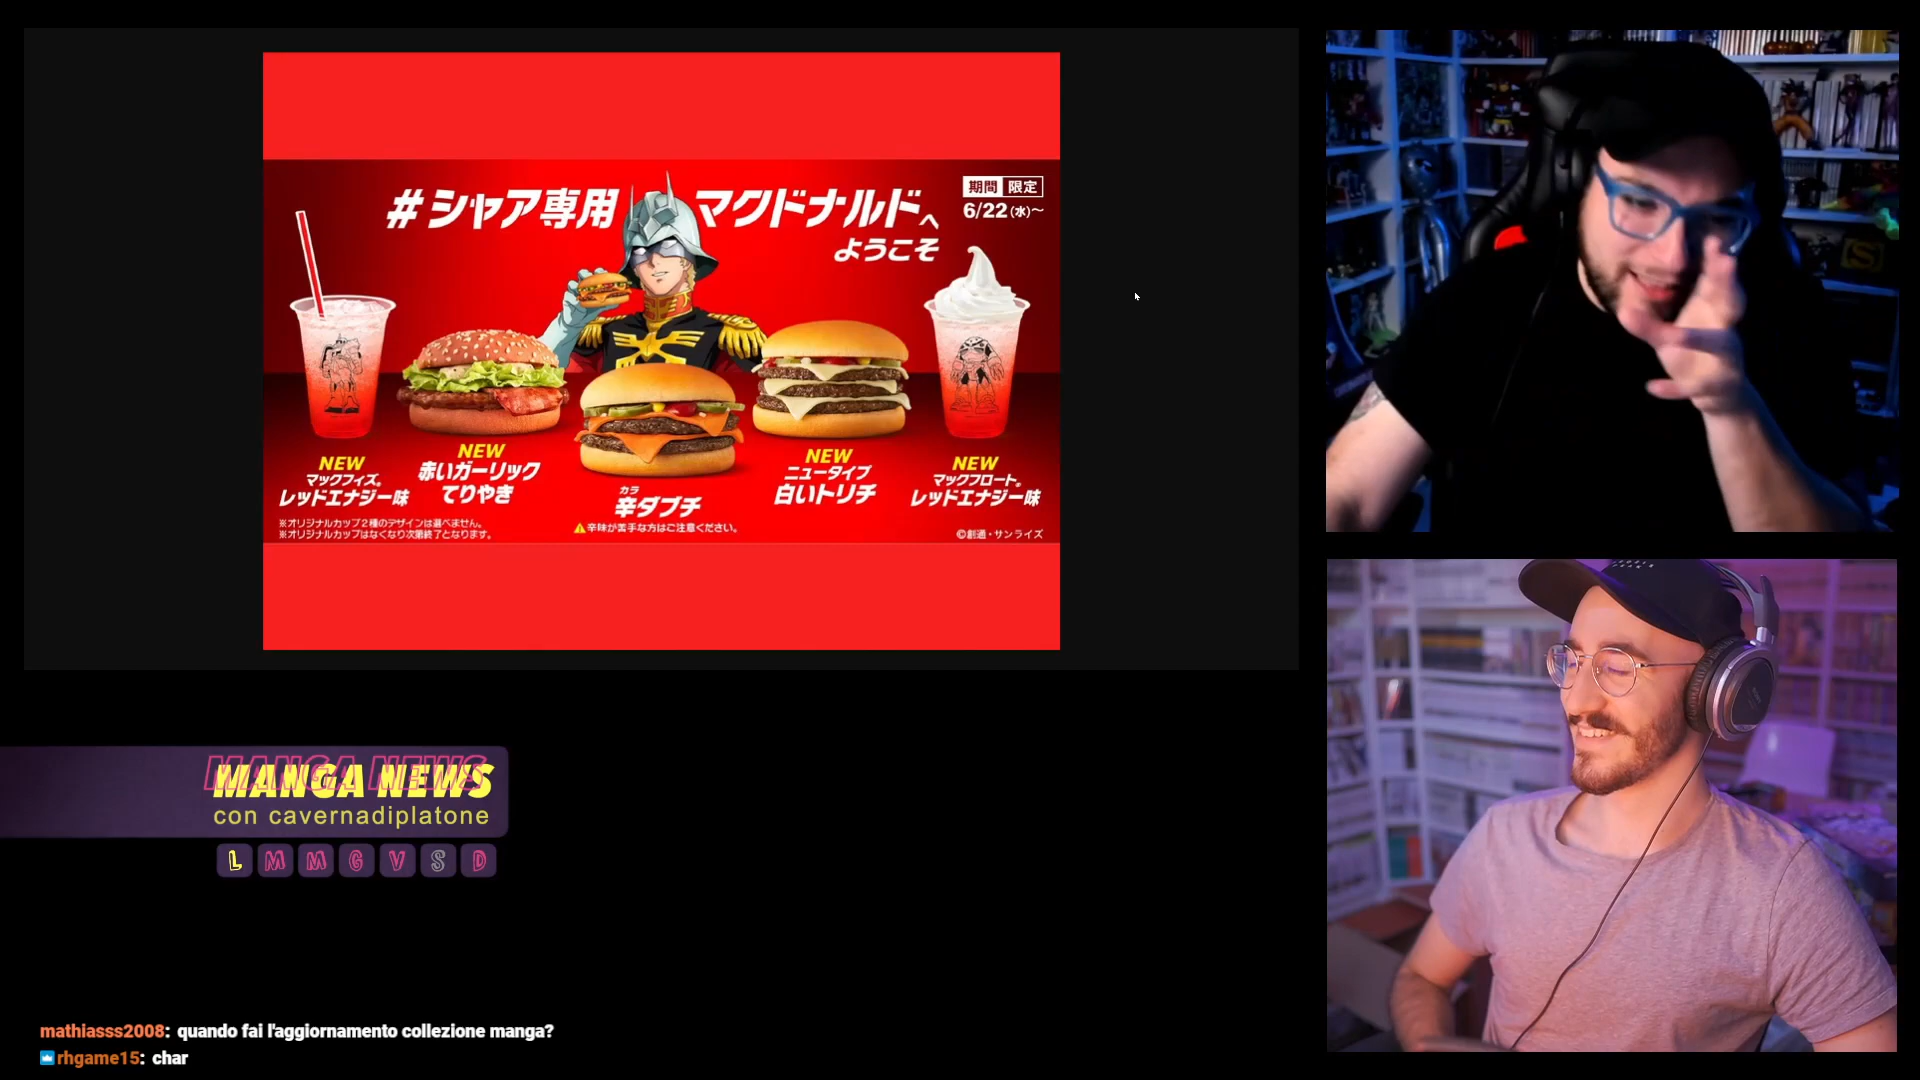 #シャア専用 マクドナルドへ
ようこそ
期間 限定
6/22(水)～
NEW
マックフィズ®
レッドエナジー味
NEW
赤いガーリック
てりやき
カラ
辛ダブチ
⚠辛味が苦手な方はご注意ください。
NEW
ニュータイプ
白いトリチ
NEW
マックフロート®
レッドエナジー味
※オリジナルカップ2種のデザインは選べません。
※オリジナルカップはなくなり次第終了となります。
©創通・サンライズ
MANGA NEWS
con cavernadiplatone
L M M G V S D
mathiasss2008: quando fai l'aggiornamento collezione manga?
rhgame15: char